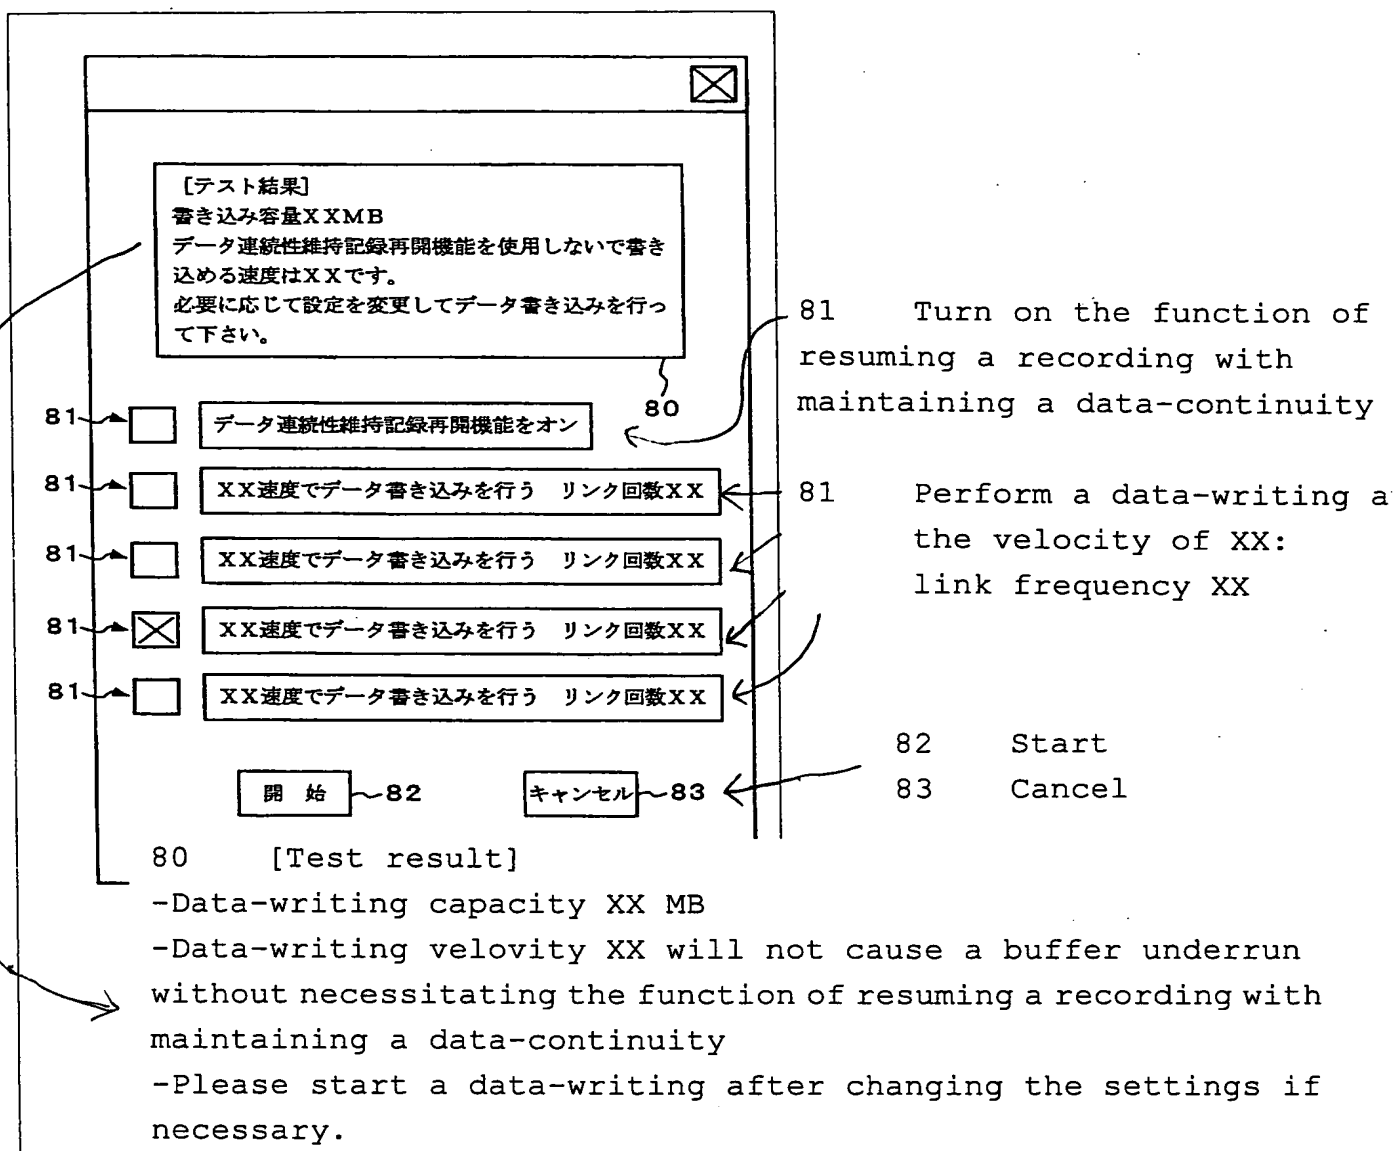 [テスト結果]
書き込み容量XXMB
データ連続性維持記録再開機能を使用しないで書き
込める速度はXXです。
必要に応じて設定を変更してデータ書き込みを行っ
て下さい。
80
81 データ連続性維持記録再開機能をオン
81 XX速度でデータ書き込みを行う リンク回数XX
81 XX速度でデータ書き込みを行う リンク回数XX
81 XX速度でデータ書き込みを行う リンク回数XX
81 XX速度でデータ書き込みを行う リンク回数XX
開 始 82 キャンセル 83
81 Turn on the function of
resuming a recording with
maintaining a data-continuity
81 Perform a data-writing
the velocity of XX:
link frequency XX
82 Start
83 Cancel
80 [Test result]
-Data-writing capacity XX MB
-Data-writing velovity XX will not cause a buffer underrun
without necessitating the function of resuming a recording with
maintaining a data-continuity
-Please start a data-writing after changing the settings if
necessary.